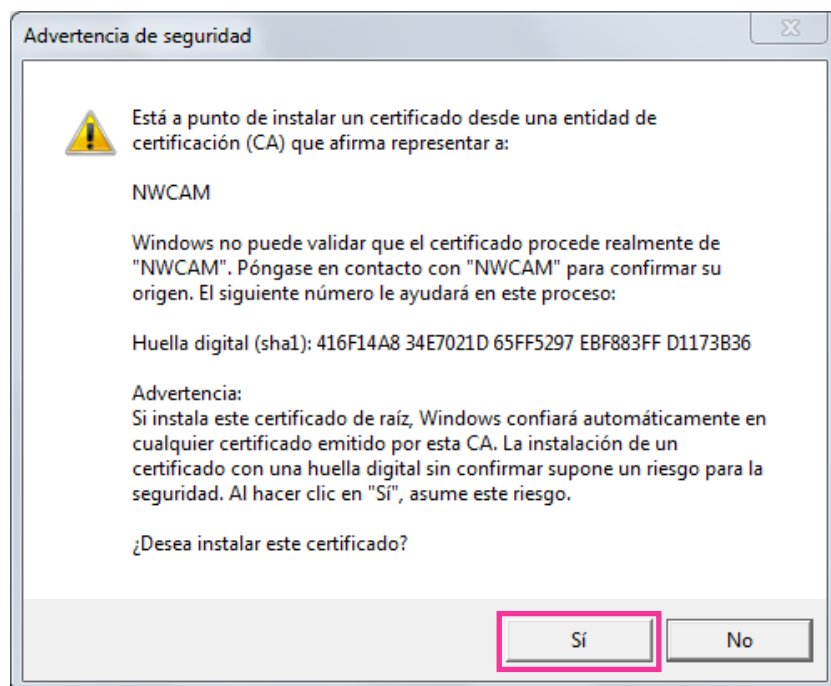 Advertencia de seguridad
Está a punto de instalar un certificado desde una entidad de
certificación (CA) que afirma representar a:
NWCAM
Windows no puede validar que el certificado procede realmente de
"NWCAM". Póngase en contacto con "NWCAM" para confirmar su
origen. El siguiente número le ayudará en este proceso:
Huella digital (sha1): 416F14A8 34E7021D 65FF5297 EBF883FF D1173B36
Advertencia:
Si instala este certificado de raíz, Windows confiará automáticamente en
cualquier certificado emitido por esta CA. La instalación de un
certificado con una huella digital sin confirmar supone un riesgo para la
seguridad. Al hacer clic en "Sí", asume este riesgo.
¿Desea instalar este certificado?
Sí No